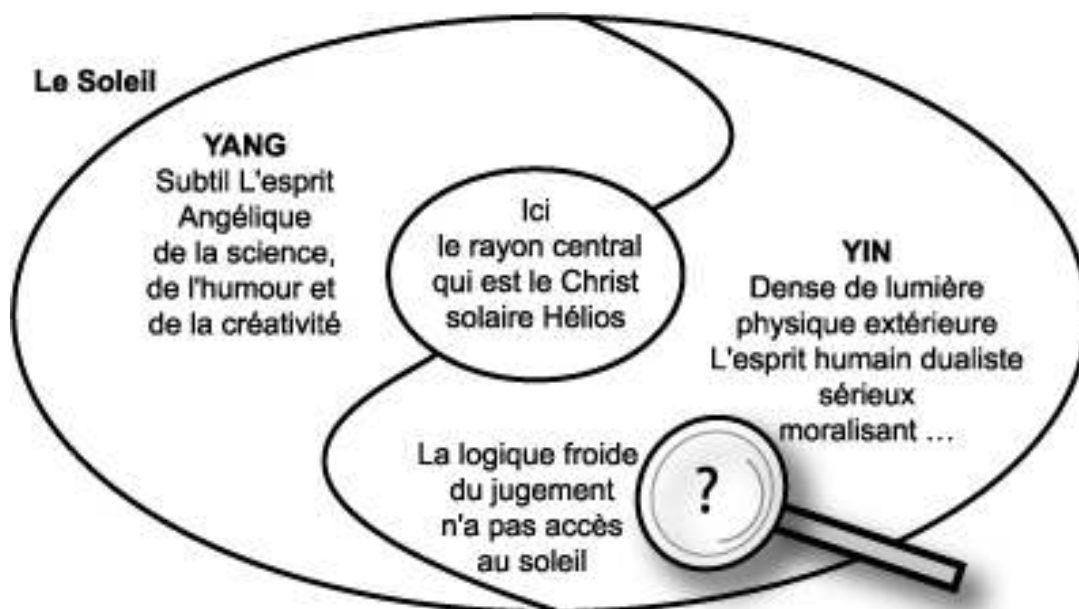 Le Soleil
YANG
Subtil L'esprit
Angélique
de la science,
de l'humour et
de la créativité
Ici
le rayon central
qui est le Christ
solaire Hélios
YIN
Dense de lumière
physique extérieure
L'esprit humain dualiste
sérieux
moralisant ...
La logique froide
du jugement
n'a pas accès
au soleil
?